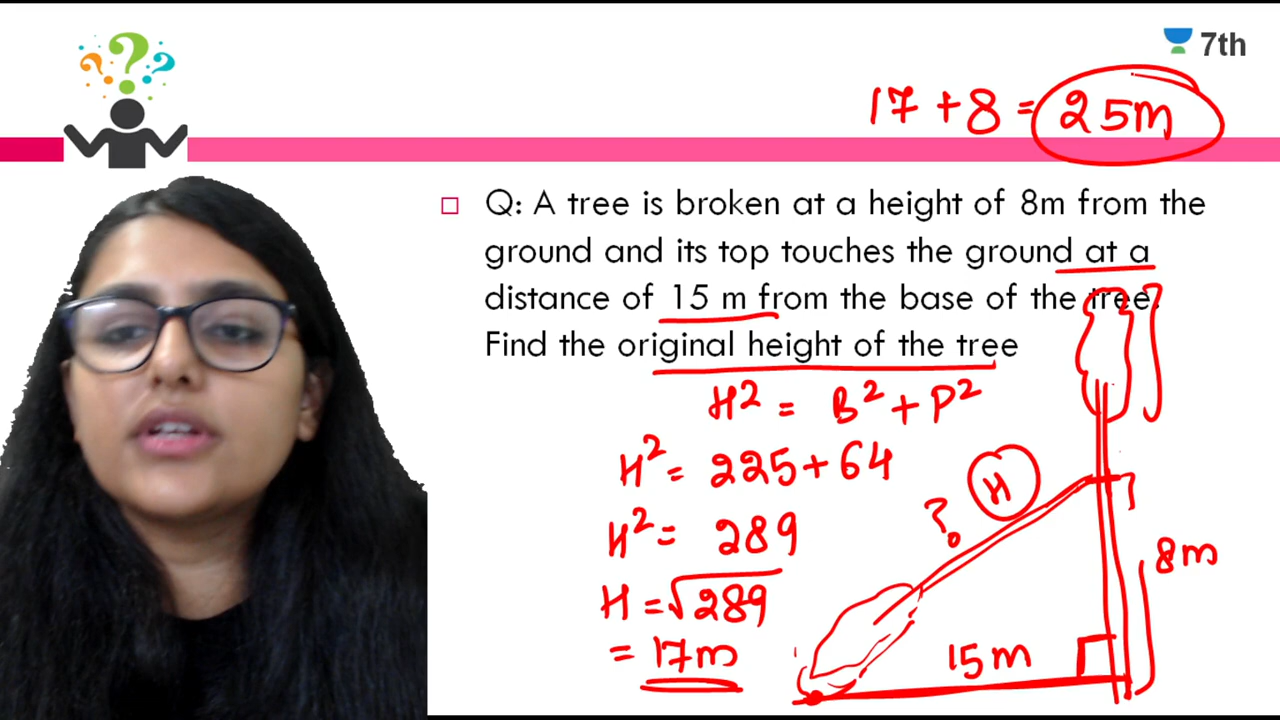 7th
17 + 8 = 25m
Q: A tree is broken at a height of 8m from the
ground and its top touches the ground at a
distance of 15 m from the base of the tree.
Find the original height of the tree
H² = B² + P²
H² = 225 + 64
H² = 289
H = √289
= 17m
H
?
8m
15m